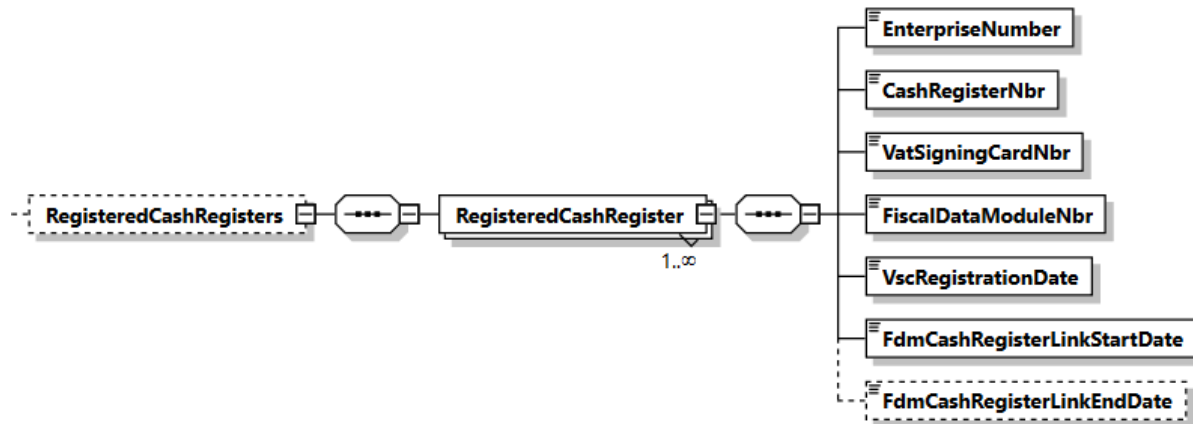 EnterpriseNumber
CashRegisterNbr
VatSigningCardNbr
RegisteredCashRegisters
RegisteredCashRegister
1..∞
FiscalDataModuleNbr
VscRegistrationDate
FdmCashRegisterLinkStartDate
FdmCashRegisterLinkEndDate